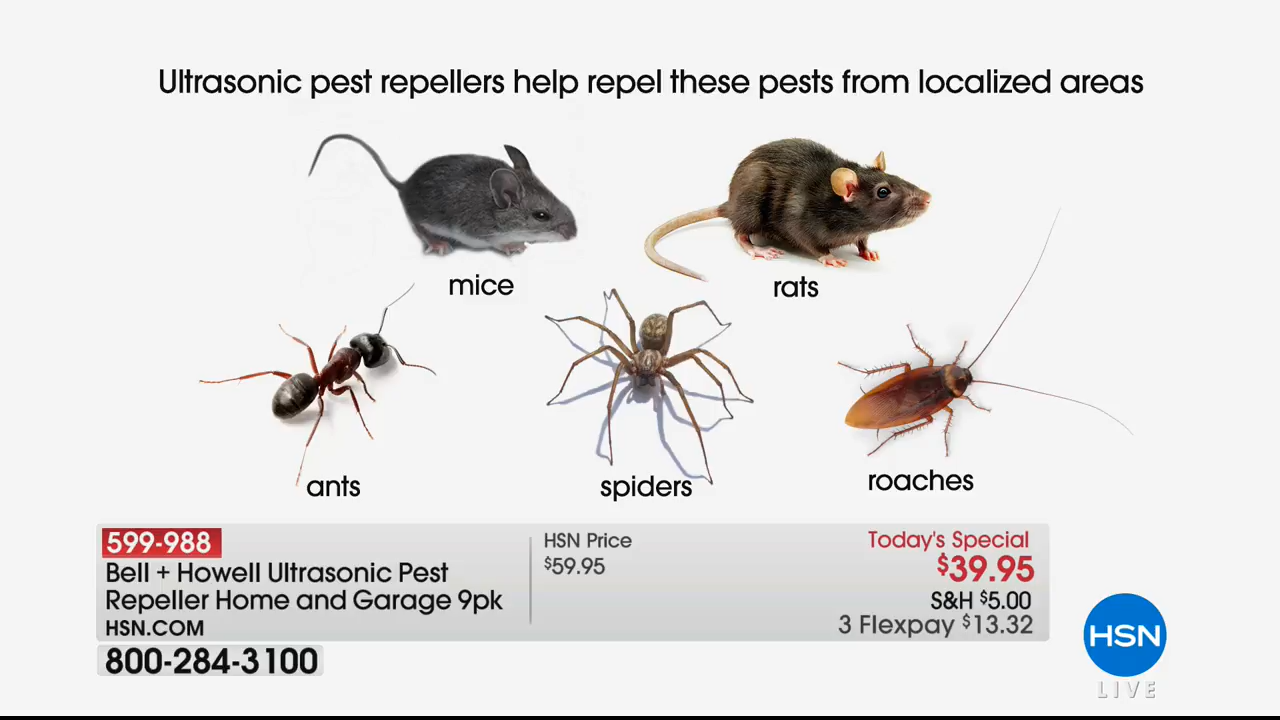 Ultrasonic pest repellers help repel these pests from localized areas
mice
rats
ants
spiders
roaches
599-988
Bell + Howell Ultrasonic Pest
Repeller Home and Garage 9pk
HSN.COM
800-284-3100
HSN Price
$59.95
Today's Special
$39.95
S&H $5.00
3 Flexpay $13.32
HSN
LIVE